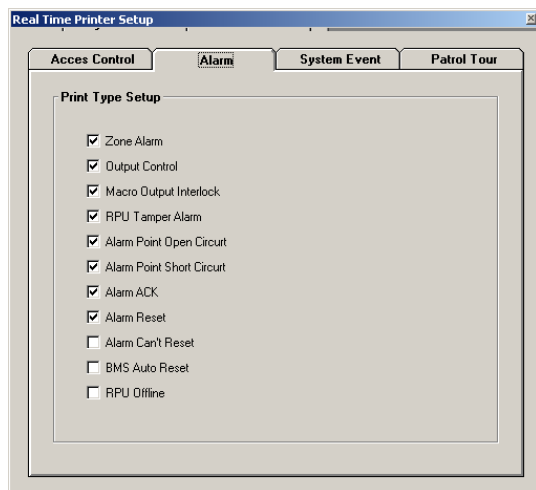 Real Time Printer Setup
Acces Control Alarm System Event Patrol Tour
Print Type Setup
Zone Alarm
Output Control
Macro Output Interlock
RPU Tamper Alarm
Alarm Point Open Circurt
Alarm Point Short Circurt
Alarm ACK
Alarm Reset
Alarm Can't Reset
BMS Auto Reset
RPU Offline